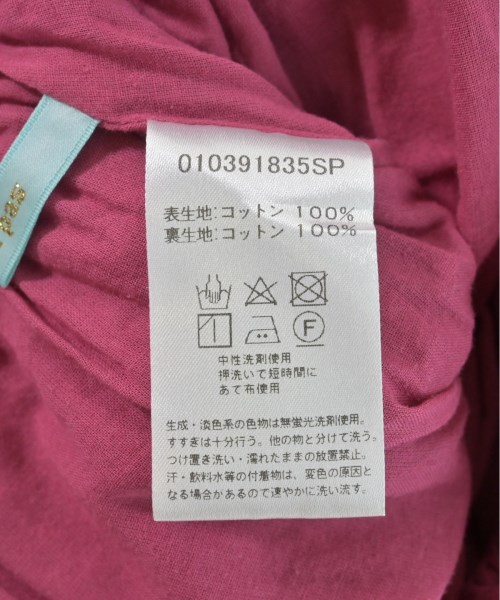 010391835SP
表生地:コットン 100%
裏生地:コットン 100%
F
中性洗剤使用
押洗いで短時間に
あて布使用
生成・淡色系の色物は無蛍光洗剤使用。
すすぎは十分行う。他の物と分けて洗う。
つけ置き洗い・濡れたままの放置禁止。
汗・飲料水等の付着物は、変色の原因と
なる場合があるので速やかに洗い流す。